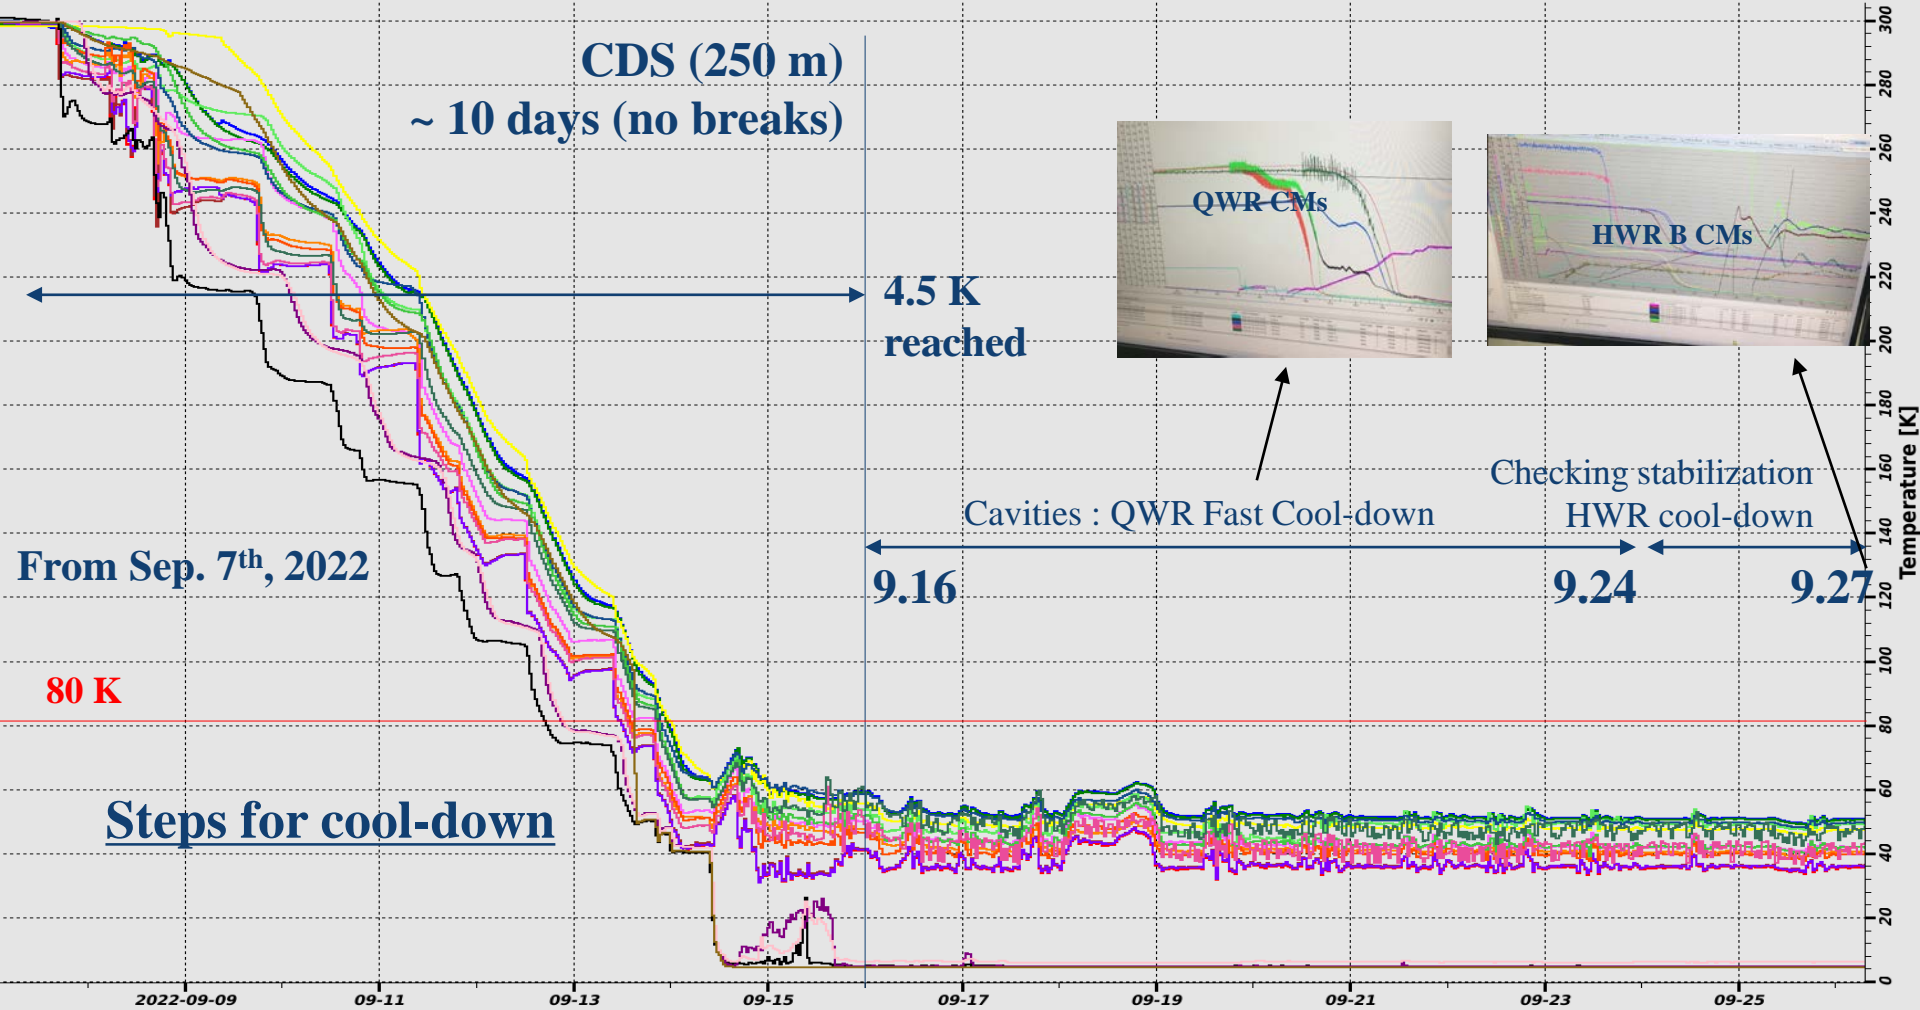 CDS (250 m)
~ 10 days (no breaks)
QWR CMs
HWR B CMs
4.5 K
reached
Checking stabilization
HWR cool-down
Cavities : QWR Fast Cool-down
From Sep. 7th, 2022
9.16
9.24
9.27
80 K
Steps for cool-down
300
280
260
240
220
200
180
160
140
120
100
80
60
40
20
0
Temperature [K]
2022-09-09
09-11
09-13
09-15
09-17
09-19
09-21
09-23
09-25